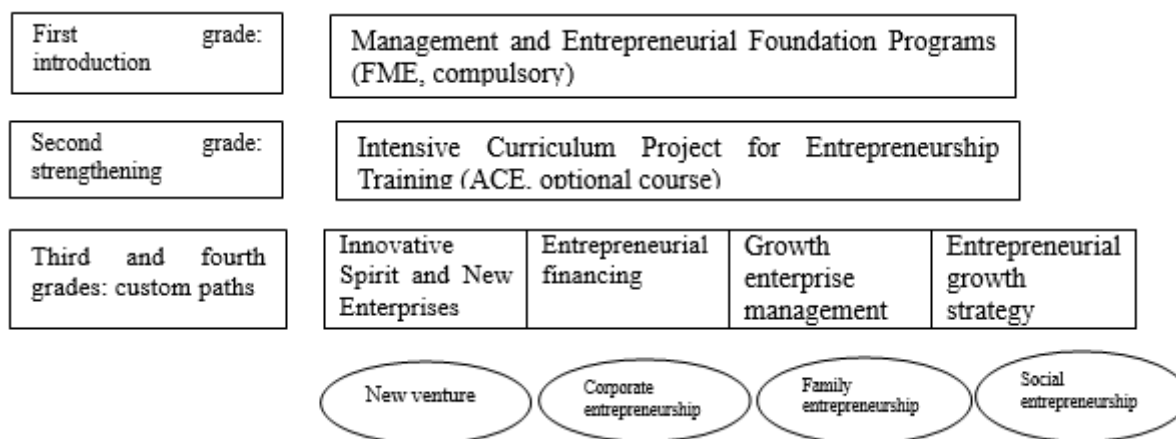 First grade:
introduction
Management and Entrepreneurial Foundation Programs
(FME, compulsory)
Second grade:
strengthening
Intensive Curriculum Project for Entrepreneurship
Training (ACE, optional course)
Third and fourth
grades: custom paths
Innovative
Spirit and New
Enterprises
Entrepreneurial
financing
Growth
enterprise
management
Entrepreneurial
growth
strategy
New venture
Corporate
entrepreneurship
Family
entrepreneurship
Social
entrepreneurship